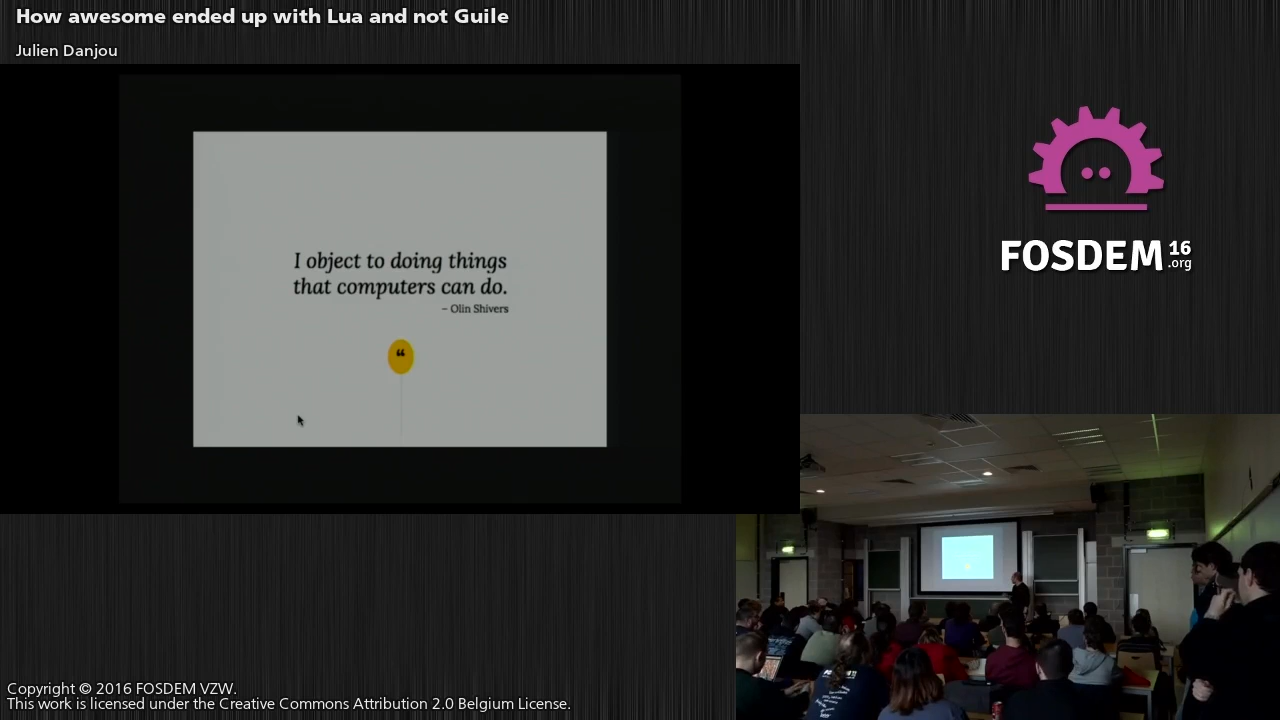 How awesome ended up with Lua and not Guile
Julien Danjou
I object to doing things
that computers can do.
– Olin Shivers
“
FOSDEM 16
.org
Copyright © 2016 FOSDEM VZW.
This work is licensed under the Creative Commons Attribution 2.0 Belgium License.